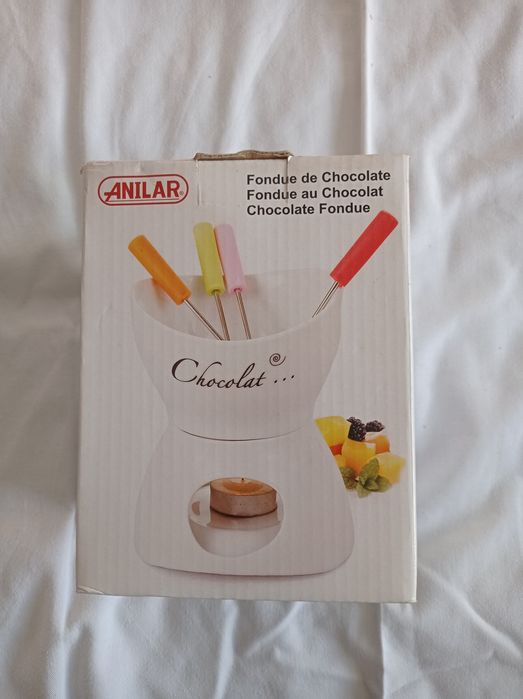 ANILAR
Fondue de Chocolate
Fondue au Chocolat
Chocolate Fondue
Chocolat...